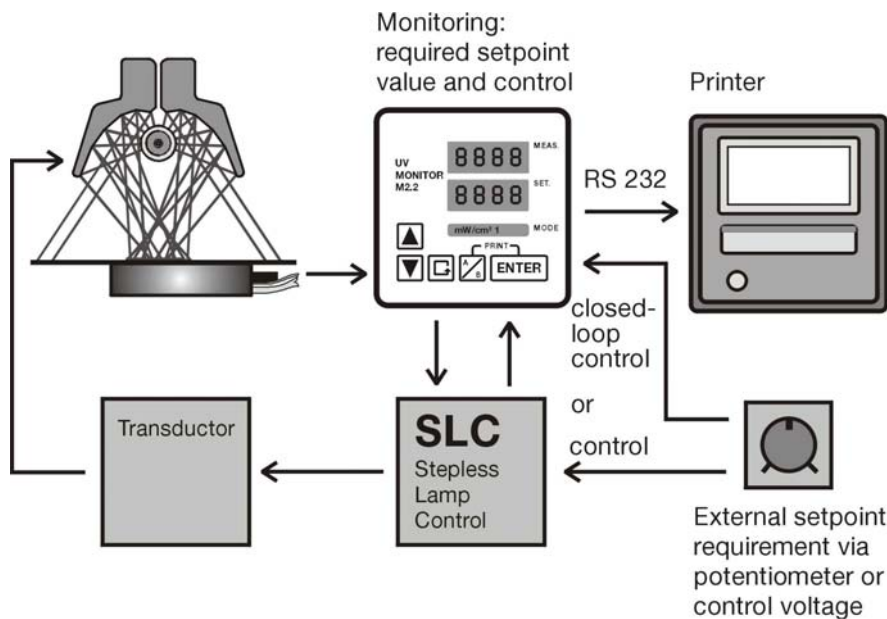 Monitoring:
required setpoint
value and control
Printer
8888 MEAS.
UV
MONITOR
M2.2
8888 SET.
mW/cm² 1 MODE
PRINT
A/B
ENTER
RS 232
closed-
loop
control
or
control
Transductor
SLC
Stepless
Lamp
Control
External setpoint
requirement via
potentiometer or
control voltage